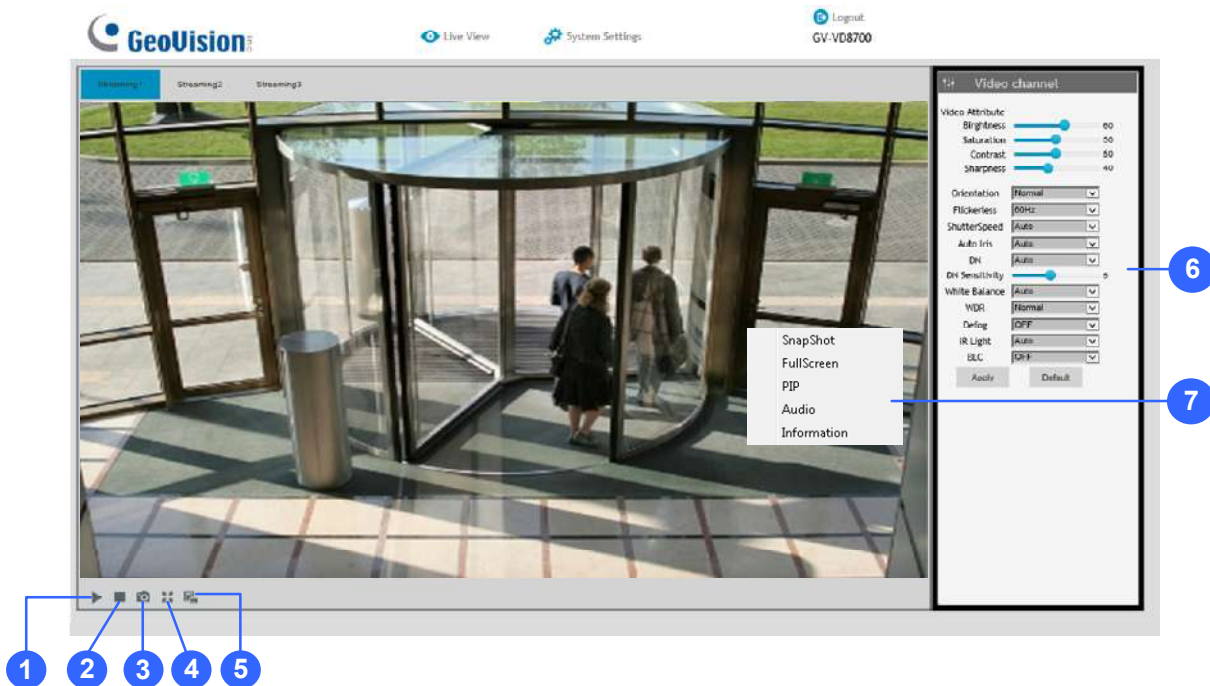 Logout
GeoVision Inc
Live View
System Settings
GV-VD8700
Streaming1 Streaming2 Streaming3
Video channel
Video Attribute
Birghtness 60
Saturation 50
Contrast 50
Sharpness 40
Orientation Normal
Flickerless 60Hz
ShutterSpeed Auto
Auto Iris Auto
DN Auto
DN Sensitivity 5
White Balance Auto
WDR Normal
Defog OFF
IR Light Auto
BLC OFF
Apply Default
6
SnapShot
FullScreen
PIP
Audio
Information
7
1 2 3 4 5